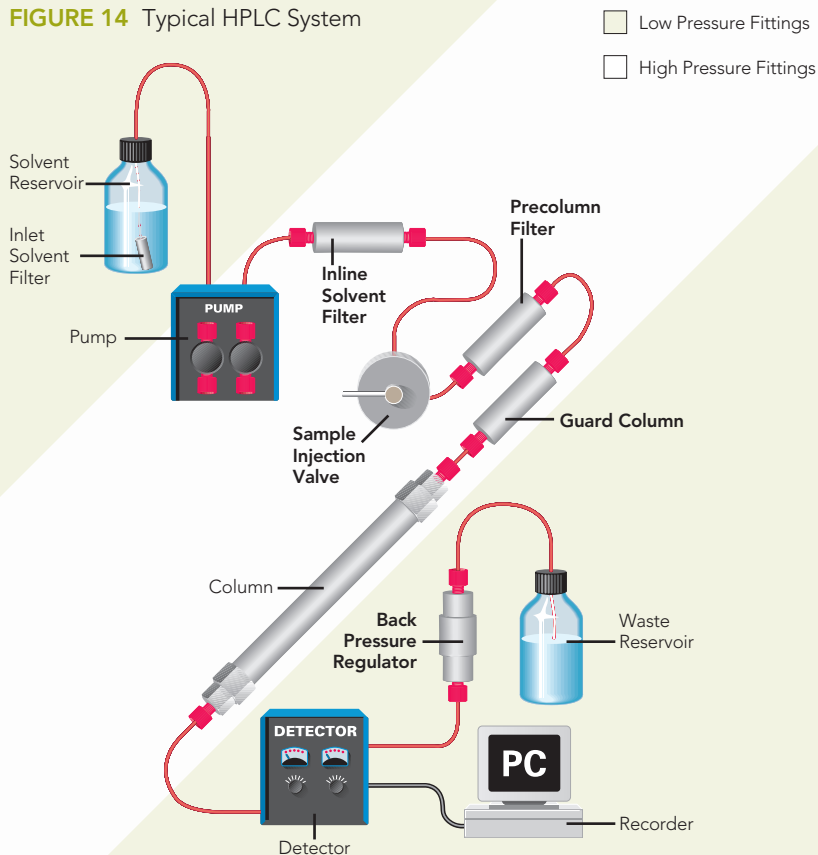 FIGURE 14 Typical HPLC System
Low Pressure Fittings
High Pressure Fittings
Solvent
Reservoir
Inlet
Solvent
Filter
PUMP
Pump
Inline
Solvent
Filter
Precolumn
Filter
Sample
Injection
Valve
Guard Column
Column
Back
Pressure
Regulator
Waste
Reservoir
DETECTOR
PC
Recorder
Detector